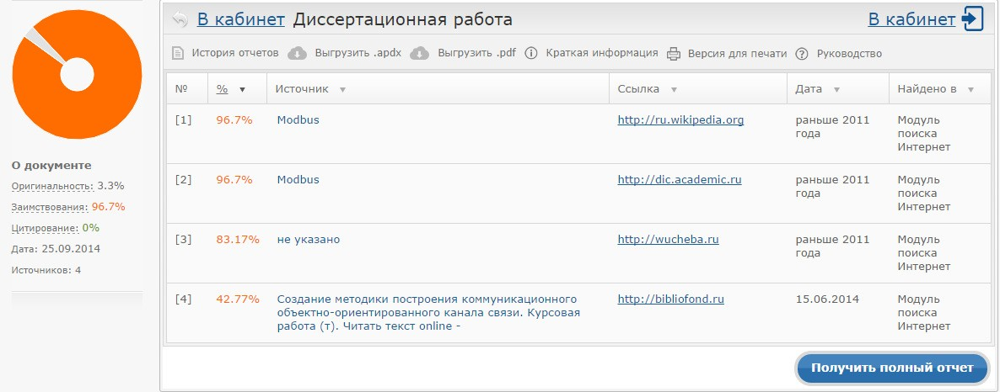 В кабинет Диссертационная работа В кабинет
История отчетов Выгрузить .apdx Выгрузить .pdf Краткая информация Версия для печати Руководство
№ % Источник Ссылка Дата Найдено в
[1] 96.7% Modbus http://ru.wikipedia.org раньше 2011 Модуль
года поиска
Интернет
[2] 96.7% Modbus http://dic.academic.ru раньше 2011 Модуль
года поиска
Интернет
[3] 83.17% не указано http://wucheba.ru раньше 2011 Модуль
года поиска
Интернет
[4] 42.77% Создание методики построения коммуникационного http://bibliofond.ru 15.06.2014 Модуль
объектно-ориентированного канала связи. Курсовая поиска
работа (т). Читать текст online - Интернет
Получить полный отчет
О документе
Оригинальность: 3.3%
Заимствования: 96.7%
Цитирование: 0%
Дата: 25.09.2014
Источников: 4